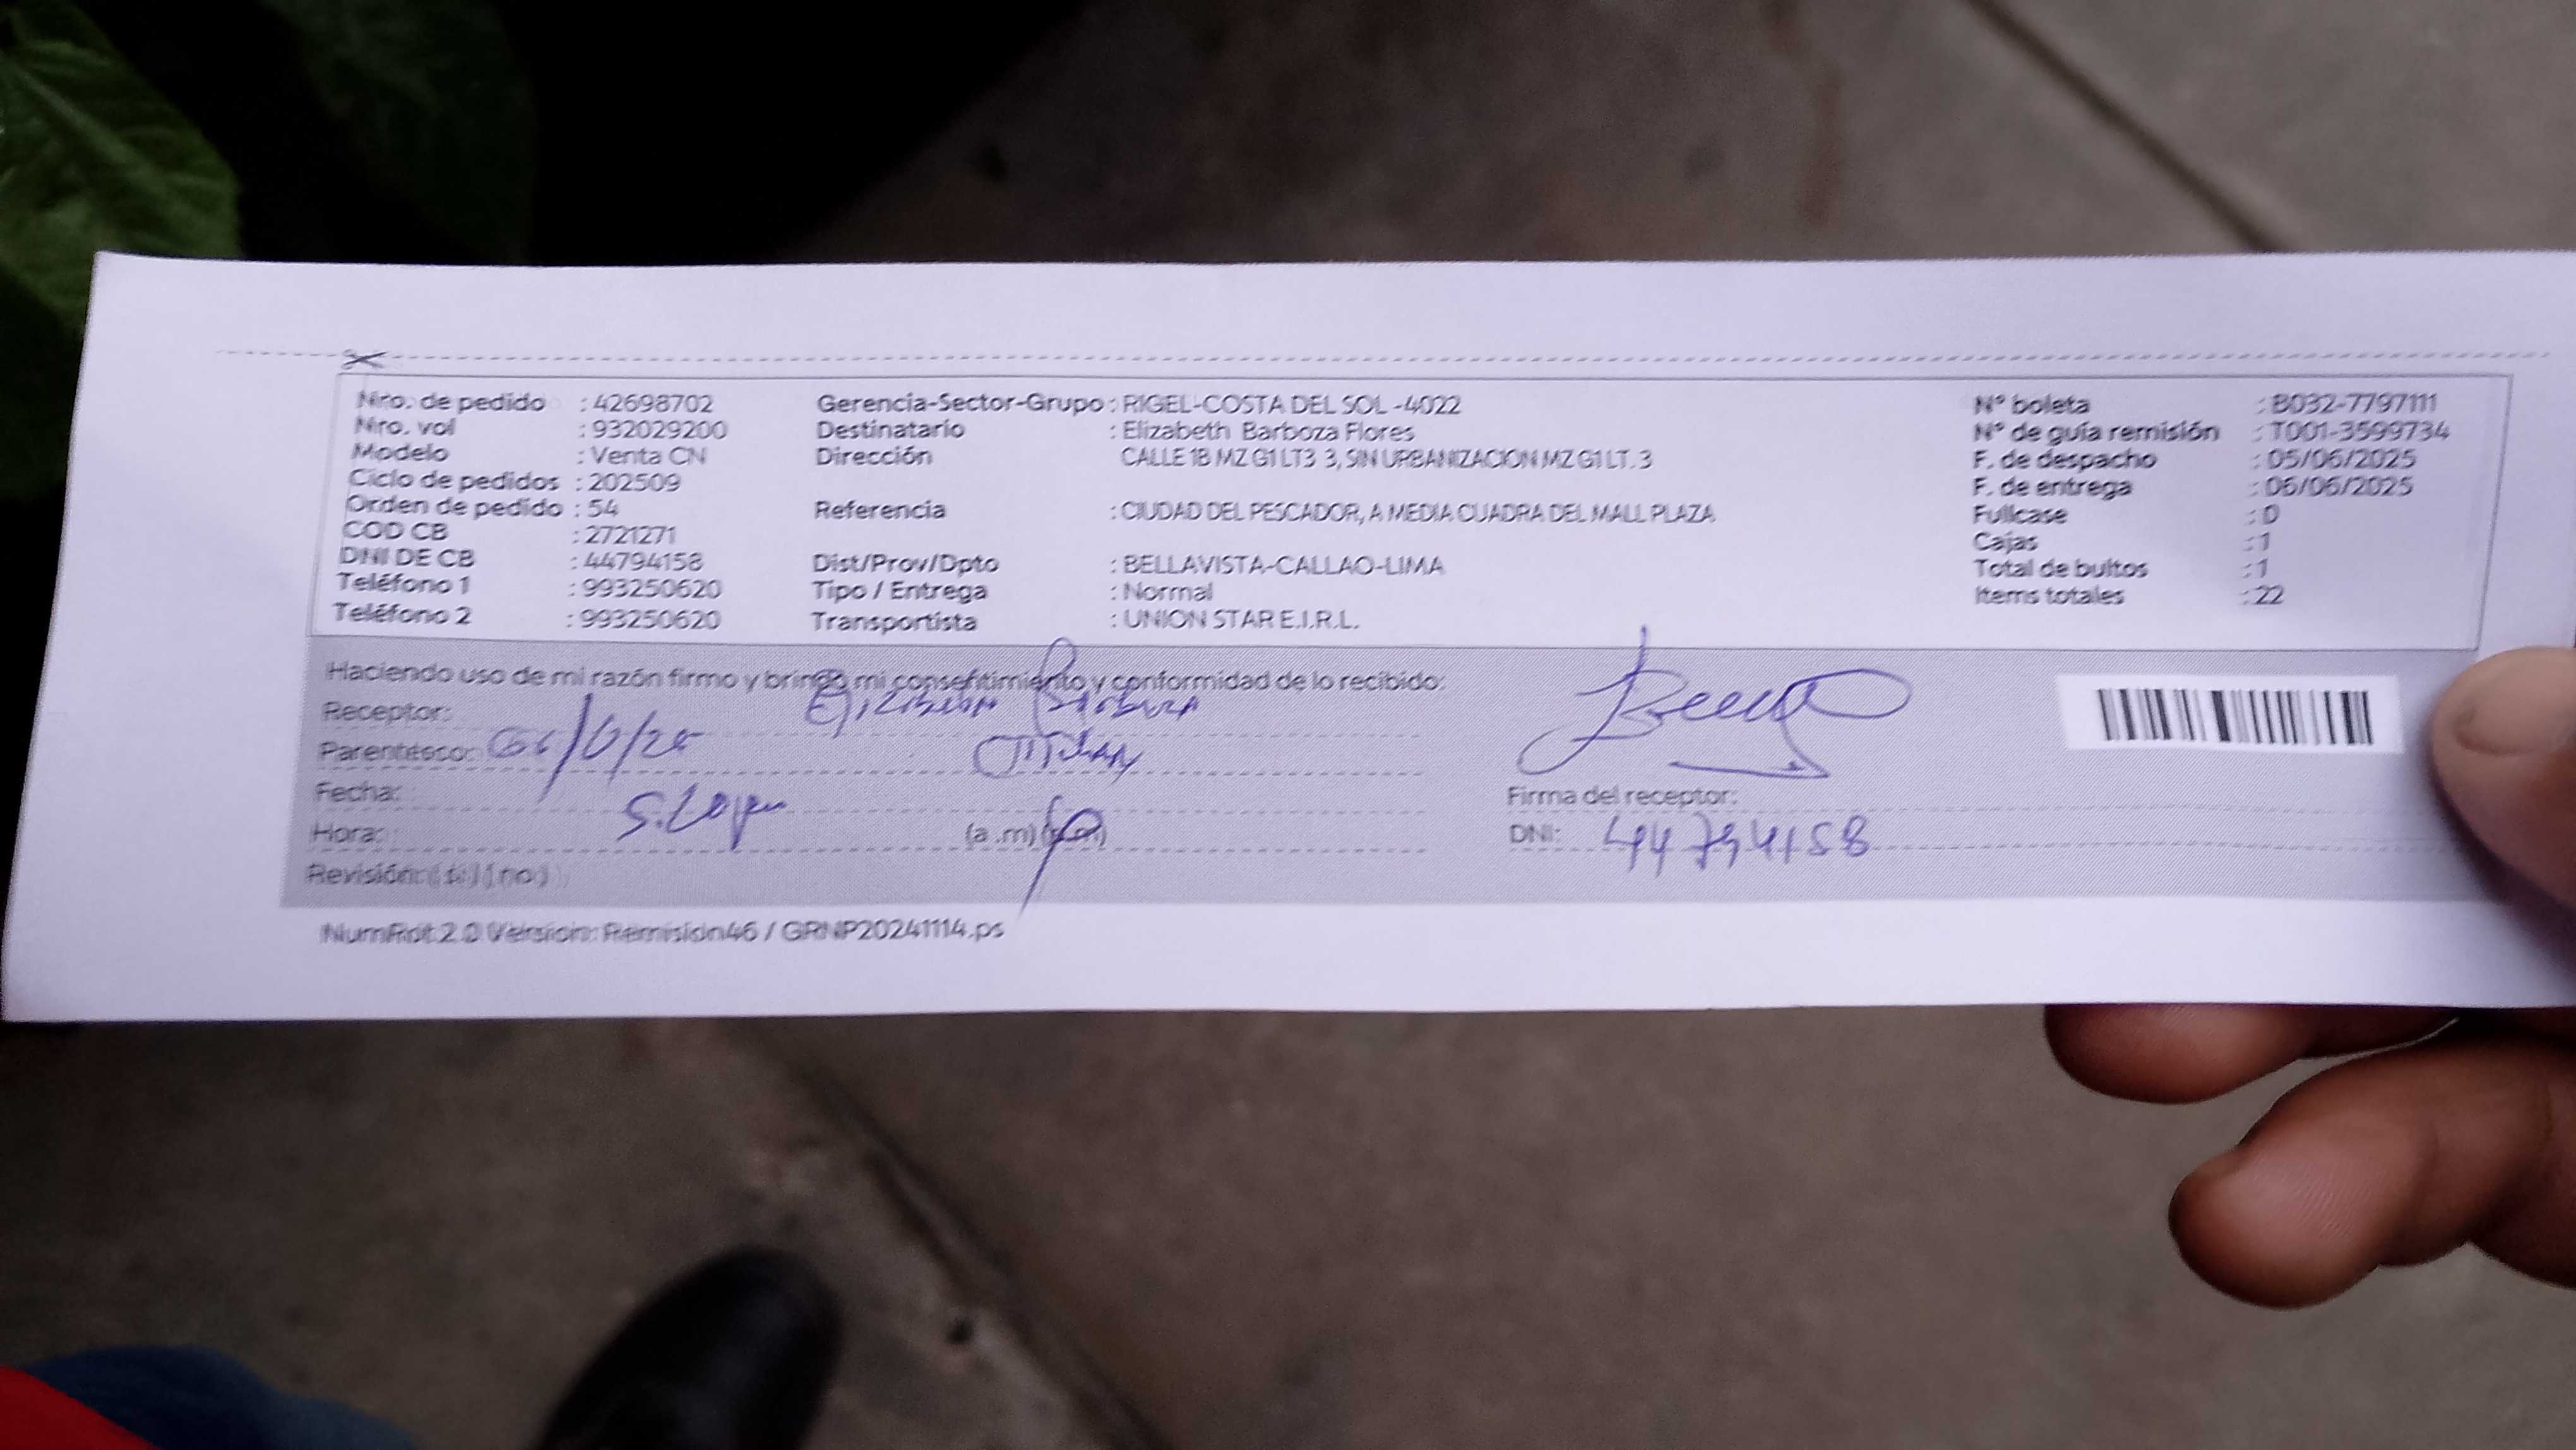 Nro. de pedido : 42698702 Gerencia-Sector-Grupo : RIGEL-COSTA DEL SOL -4022 N° boleta : B032-7797111
Nro. vol : 932029200 Destinatario : Elizabeth Barboza Flores N° de guía remisión : T001-3599734
Modelo : Venta CN Dirección CALLE 1B MZ G1 LT3 3, SIN URBANIZACION MZ G1 LT. 3 F. de despacho : 05/06/2025
Ciclo de pedidos : 202509 F. de entrega : 06/06/2025
Orden de pedido : 54 Referencia : CIUDAD DEL PESCADOR, A MEDIA CUADRA DEL MALL PLAZA Fullcase : 0
COD CB : 2721271 Cajas : 1
DNI DE CB : 44794158 Dist/Prov/Dpto : BELLAVISTA-CALLAO-LIMA Total de bultos : 1
Teléfono 1 : 993250620 Tipo / Entrega : Normal Items totales : 22
Teléfono 2 : 993250620 Transportista : UNION STAR E.I.R.L.
Haciendo uso de mi razón firmo y bringo mi consentimiento y conformidad de lo recibido:
Receptor: Elizabeth Barboza
Parentesco:
Fecha: Firma del receptor:
Hora: (a .m) (p.m) DNI: 44794158
Revisión: ( si ) ( no )
NumRot 2.0 Version: Remision46 / GRNP20241114.ps